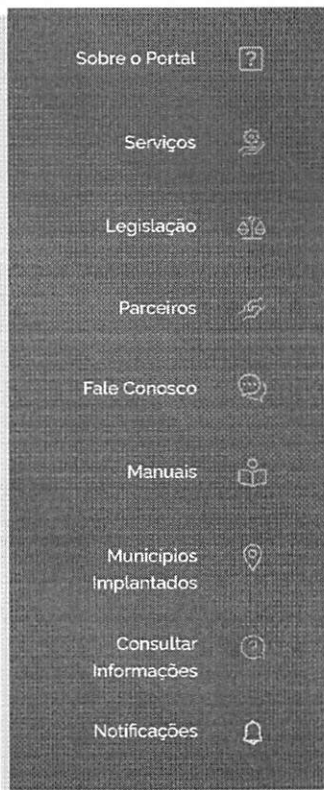 Sobre o Portal
Serviços
Legislação
Parceiros
Fale Conosco
Manuais
Municípios
Implantados
Consultar
Informações
Notificações